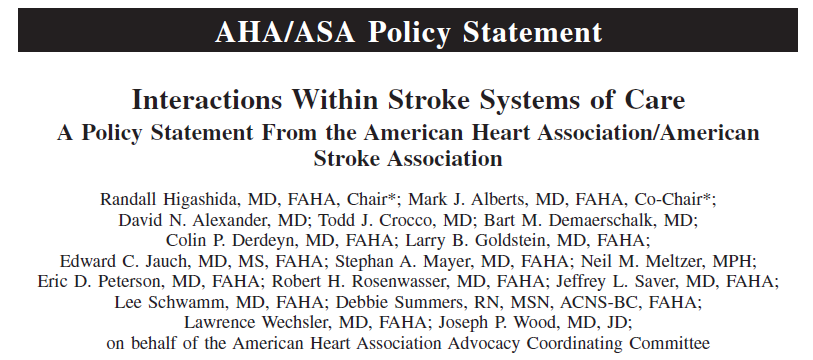 AHA/ASA Policy Statement
Interactions Within Stroke Systems of Care
A Policy Statement From the American Heart Association/American
Stroke Association
Randall Higashida, MD, FAHA, Chair*; Mark J. Alberts, MD, FAHA, Co-Chair*;
David N. Alexander, MD; Todd J. Crocco, MD; Bart M. Demaerschalk, MD;
Colin P. Derdeyn, MD, FAHA; Larry B. Goldstein, MD, FAHA;
Edward C. Jauch, MD, MS, FAHA; Stephan A. Mayer, MD, FAHA; Neil M. Meltzer, MPH;
Eric D. Peterson, MD, FAHA; Robert H. Rosenwasser, MD, FAHA; Jeffrey L. Saver, MD, FAHA;
Lee Schwamm, MD, FAHA; Debbie Summers, RN, MSN, ACNS-BC, FAHA;
Lawrence Wechsler, MD, FAHA; Joseph P. Wood, MD, JD;
on behalf of the American Heart Association Advocacy Coordinating Committee